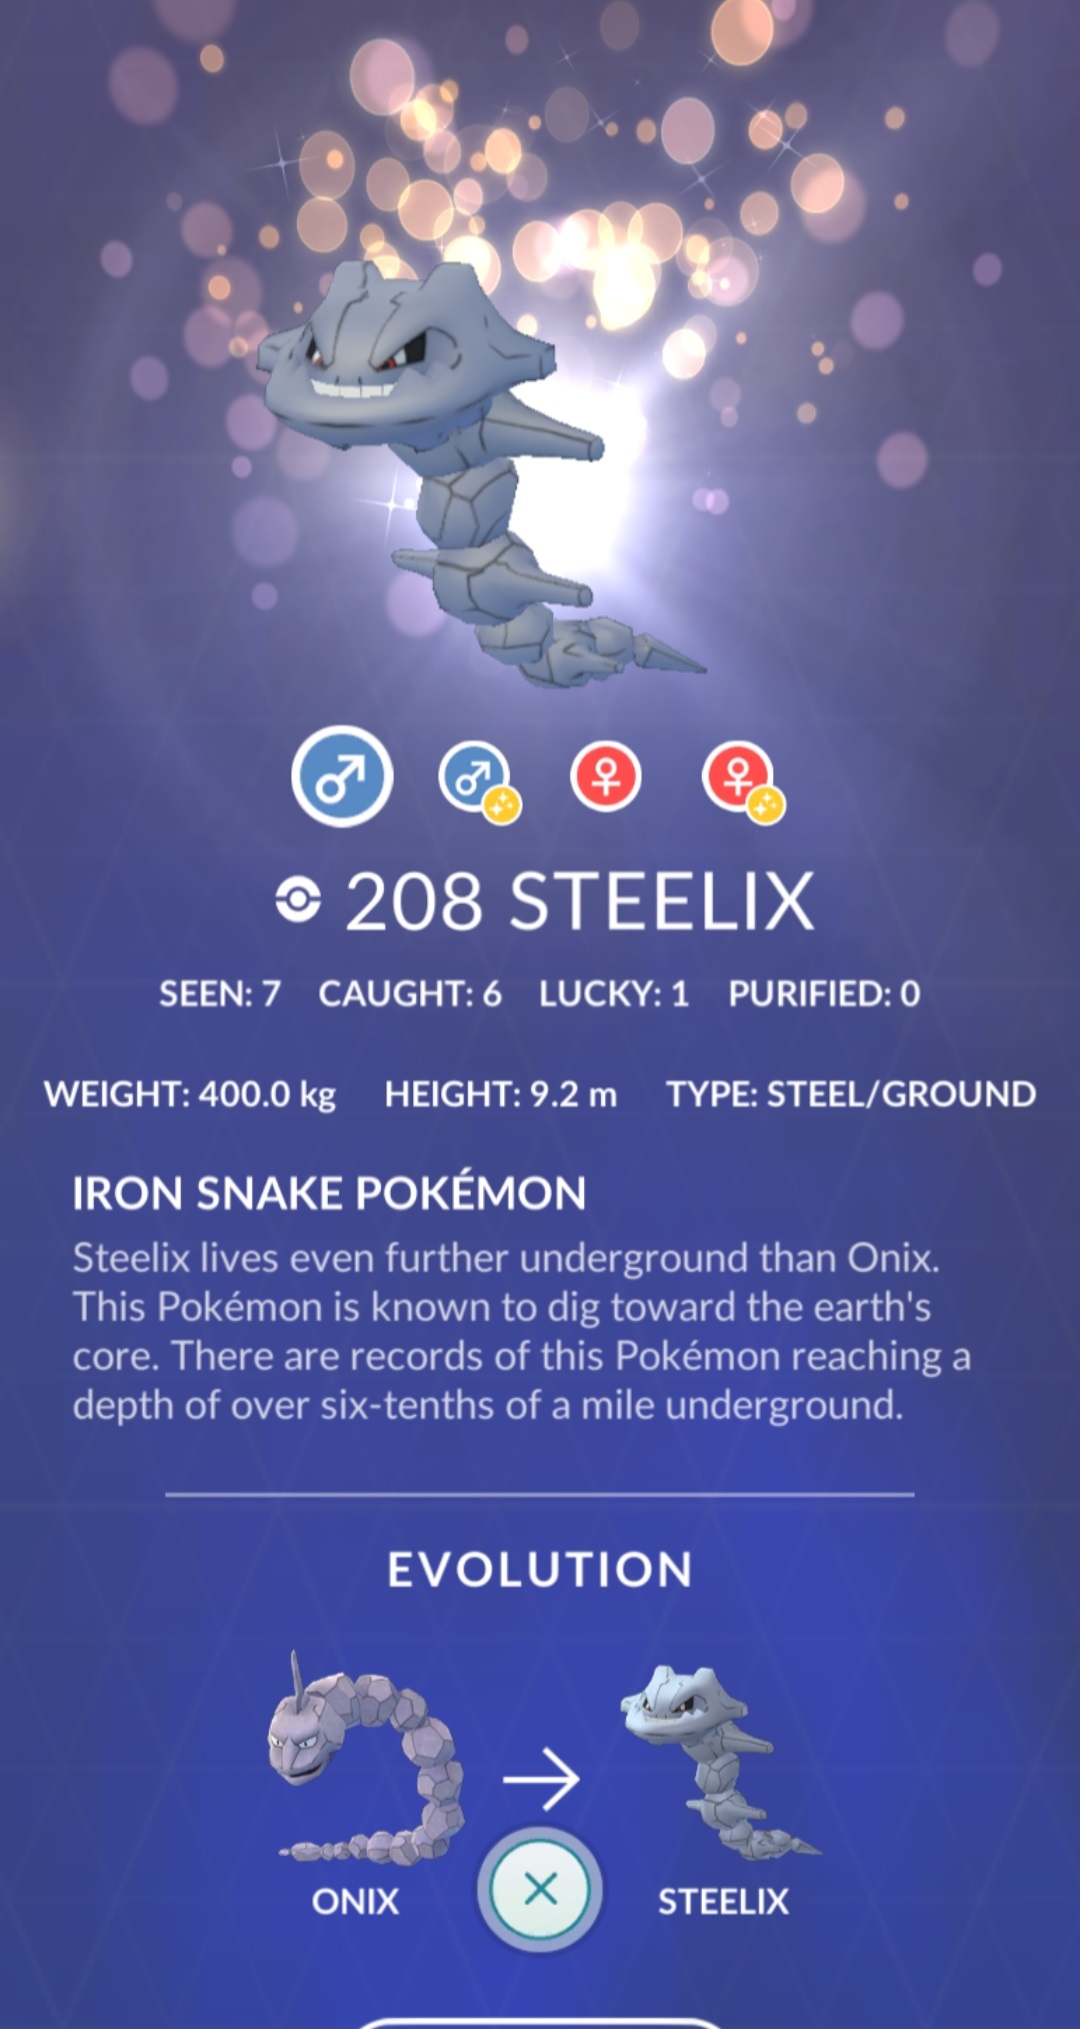 208 STEELIX
SEEN: 7 CAUGHT: 6 LUCKY: 1 PURIFIED: 0
WEIGHT: 400.0 kg HEIGHT: 9.2 m TYPE: STEEL/GROUND
IRON SNAKE POKÉMON
Steelix lives even further underground than Onix.
This Pokémon is known to dig toward the earth's
core. There are records of this Pokémon reaching a
depth of over six-tenths of a mile underground.
EVOLUTION
ONIX STEELIX